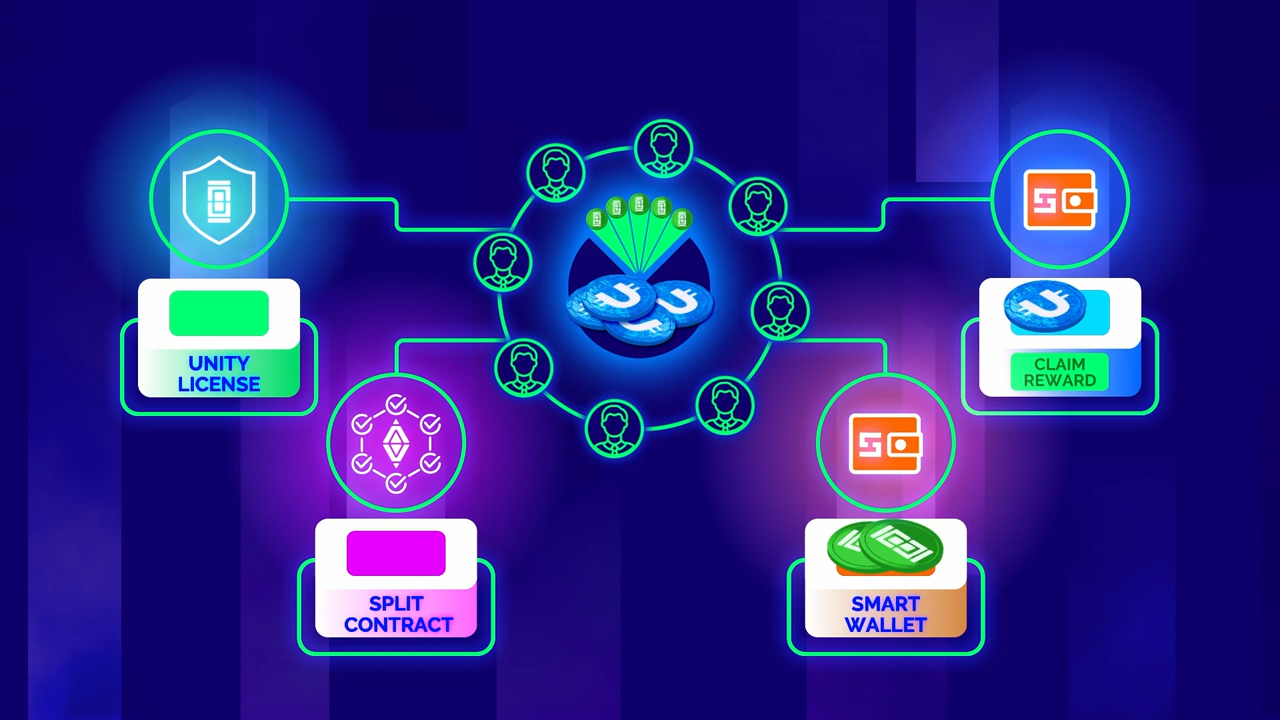 UNITY
LICENSE
CLAIM
REWARD
SPLIT
CONTRACT
SMART
WALLET